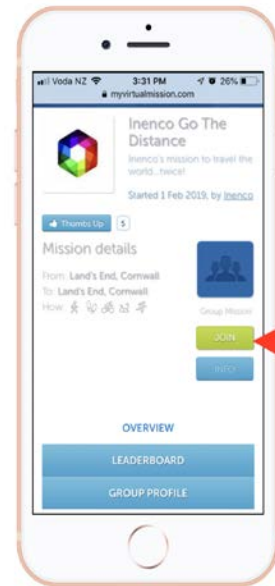 Voda NZ 3:31 PM 26%
myvirtualmission.com
Inenco Go The
Distance
Inenco's mission to travel the
world...twice!
Started 1 Feb 2019, by Inenco
Thumbs Up 5
Mission details
From: Land's End, Cornwall
To: Land's End, Cornwall
How:
Group Mission
JOIN
INFO
OVERVIEW
LEADERBOARD
GROUP PROFILE